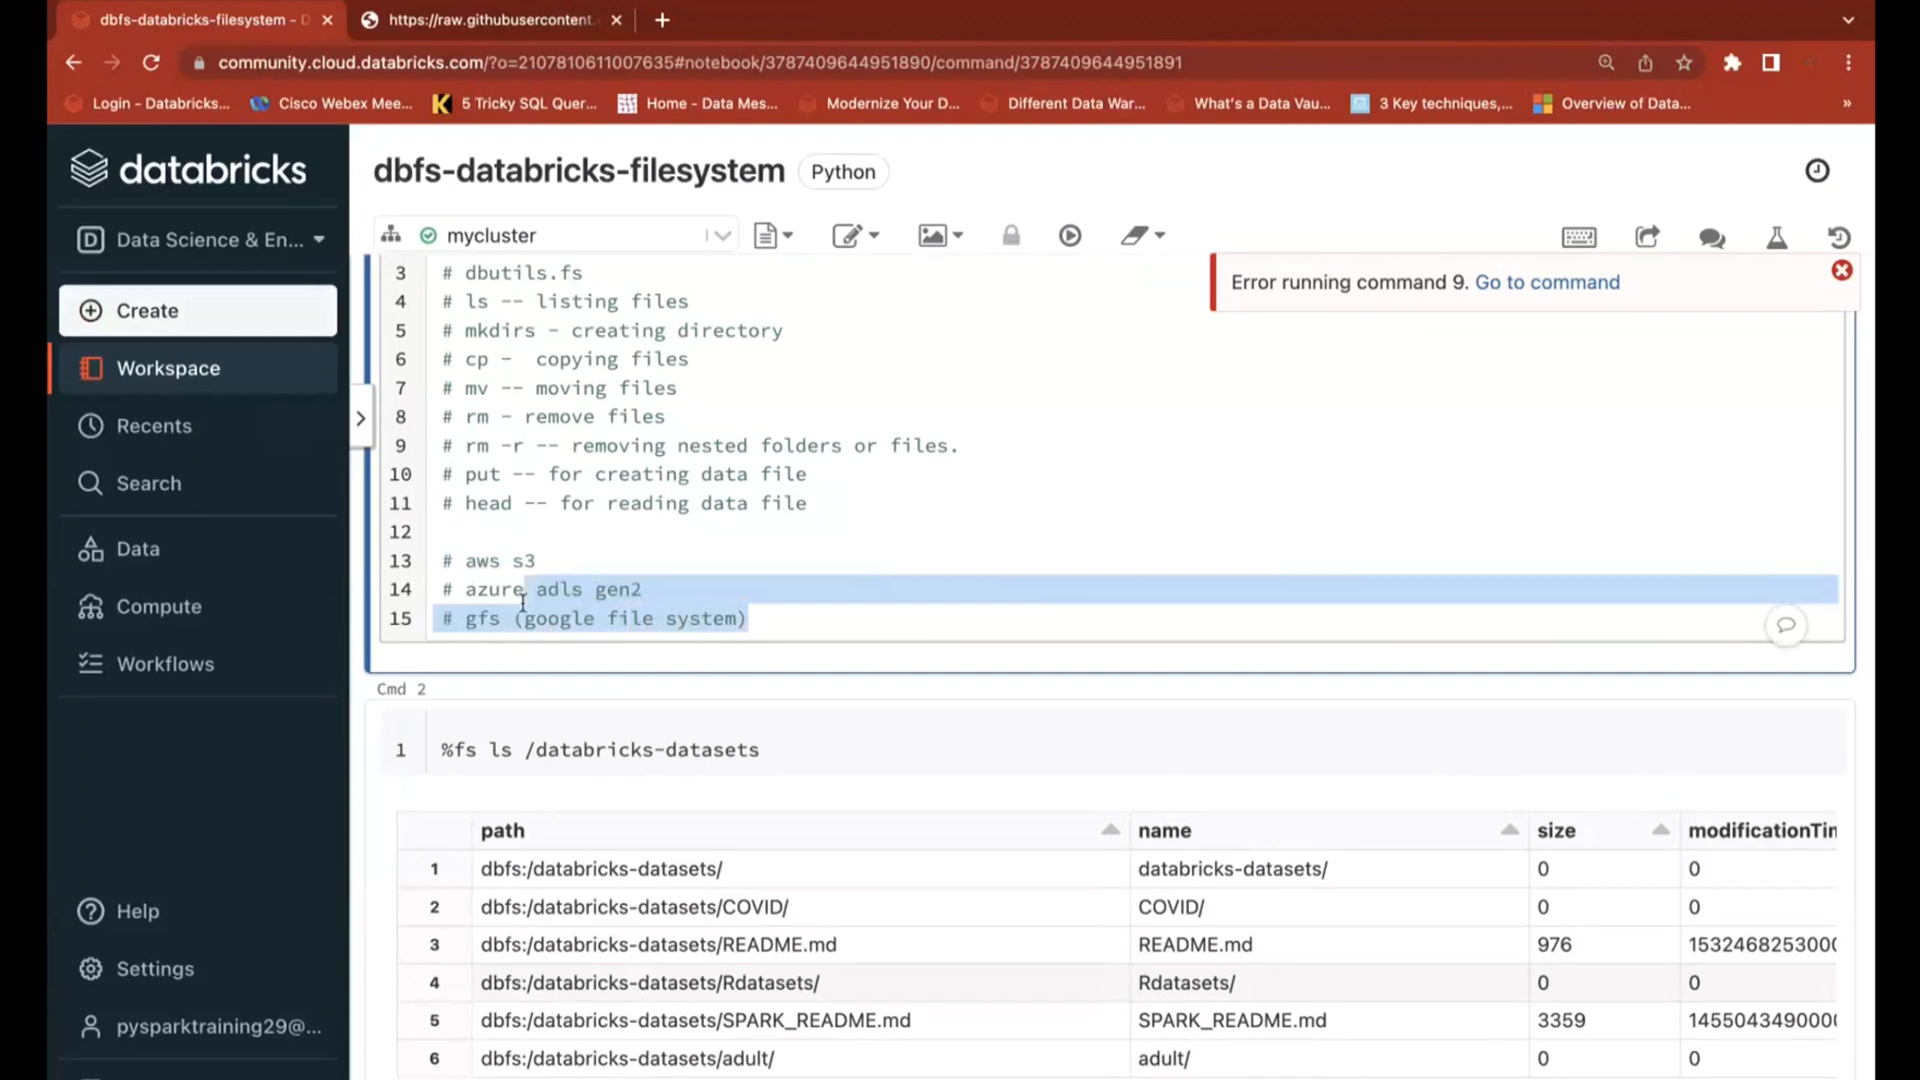 dbfs-databricks-filesystem - D
https://raw.githubusercontent.
community.cloud.databricks.com/?o=2107810611007635#notebook/3787409644951890/command/3787409644951891
Login - Databricks...
Cisco Webex Mee...
5 Tricky SQL Quer...
Home - Data Mes...
Modernize Your D...
Different Data War...
What's a Data Vau...
3 Key techniques,...
Overview of Data...
»
databricks
dbfs-databricks-filesystem Python
D Data Science & En...
mycluster
Create
Workspace
Recents
Search
Data
Compute
Workflows
Help
Settings
pysparktraining29@...
Error running command 9. Go to command
3 # dbutils.fs
4 # ls -- listing files
5 # mkdirs - creating directory
6 # cp -  copying files
7 # mv -- moving files
8 # rm - remove files
9 # rm -r -- removing nested folders or files.
10 # put -- for creating data file
11 # head -- for reading data file
12
13 # aws s3
14 # azure adls gen2
15 # gfs (google file system)
Cmd 2
1 %fs ls /databricks-datasets
path name size modificationTin
1 dbfs:/databricks-datasets/ databricks-datasets/ 0 0
2 dbfs:/databricks-datasets/COVID/ COVID/ 0 0
3 dbfs:/databricks-datasets/README.md README.md 976 1532468253000
4 dbfs:/databricks-datasets/Rdatasets/ Rdatasets/ 0 0
5 dbfs:/databricks-datasets/SPARK_README.md SPARK_README.md 3359 1455043490000
6 dbfs:/databricks-datasets/adult/ adult/ 0 0